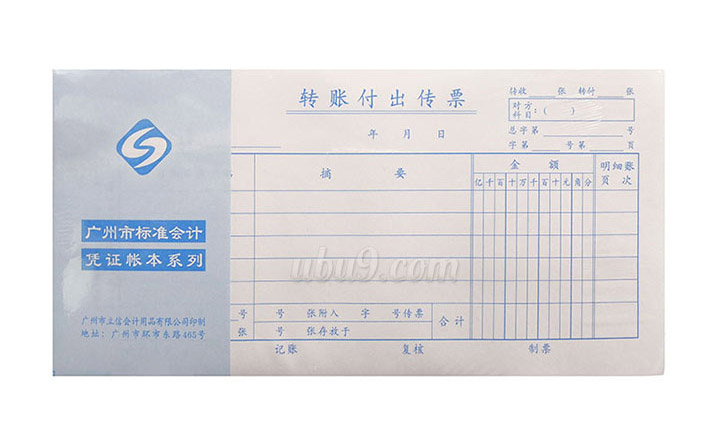 转账付出传票
转收 张 转付 张
对方
科目:( )
总字第 号
字第 号第 页
年 月 日
摘 要
金 额
明细账
页 次
亿千百十万千百十元角分
广州市标准会计
凭证帐本系列
ubu9.com
广州市立信会计用品有限公司印制
地址:广州市环市东路465号
号 号 张附入 字 号传票
张 号 张存放于
合计
记账 复核 制票